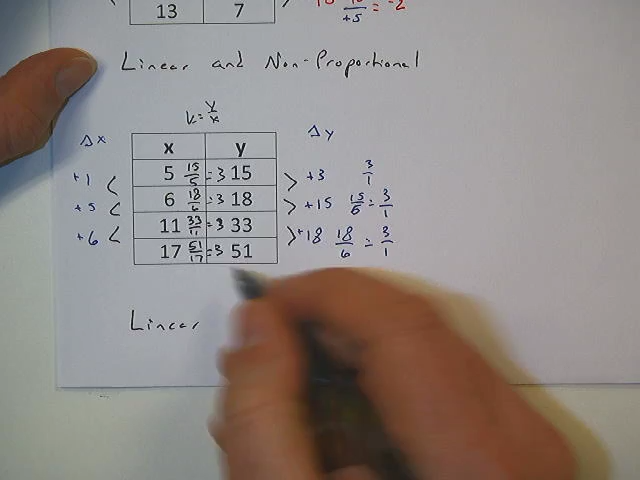 13 7
+5 = -2
Linear and Non-Proportional
k = y/x
Δx Δy
x y
+1 5 15/5 = 3 15 +3 3/1
+5 6 18/6 = 3 18 +15 15/5 = 3/1
+6 11 33/11 = 3 33 +18 18/6 = 3/1
17 51/17 = 3 51
Linear